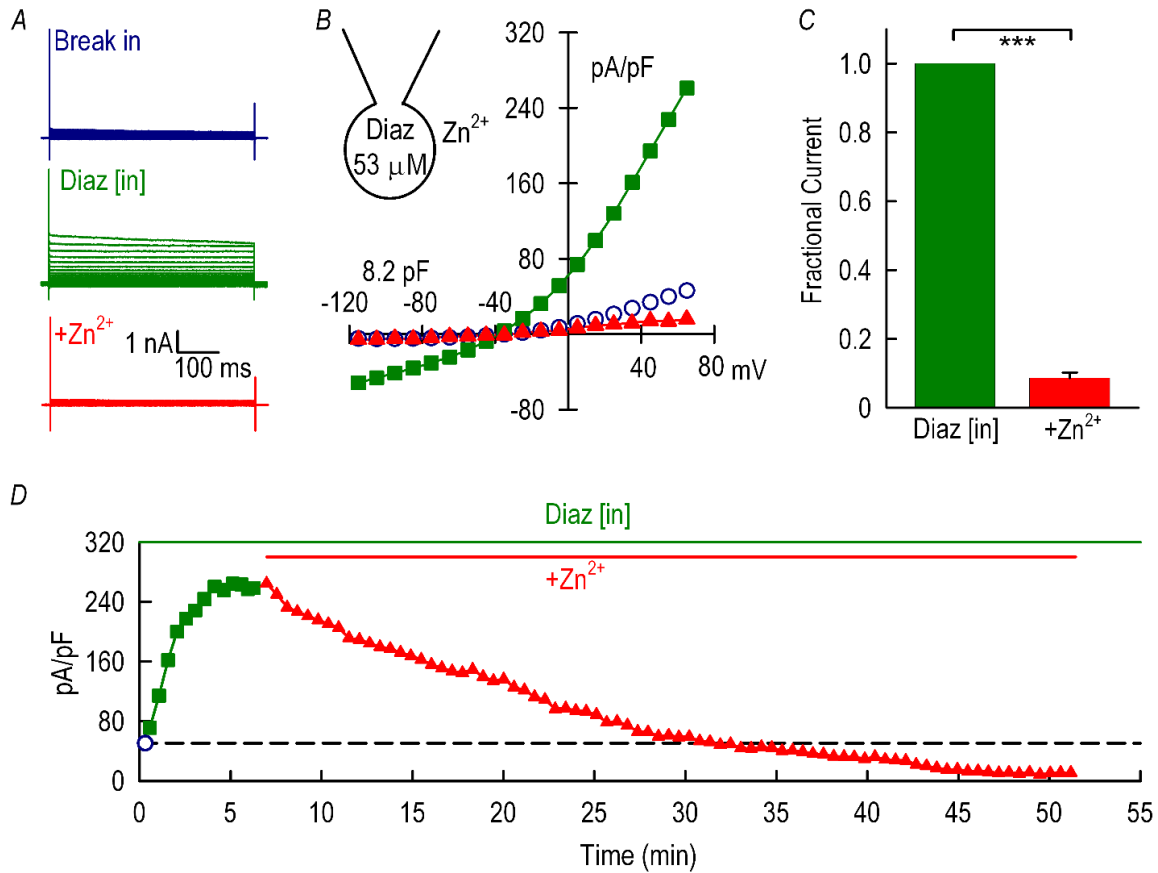 A
Break in
Diaz [in]
+Zn²⁺
1 nA
100 ms
B
Diaz
53 μM
Zn²⁺
pA/pF
320
240
160
80
-80
8.2 pF
-120
-80
-40
40
80
mV
C
***
Fractional Current
1.0
0.8
0.6
0.4
0.2
0
Diaz [in]
+Zn²⁺
D
Diaz [in]
+Zn²⁺
pA/pF
320
240
160
80
0
0
5
10
15
20
25
30
35
40
45
50
55
Time (min)